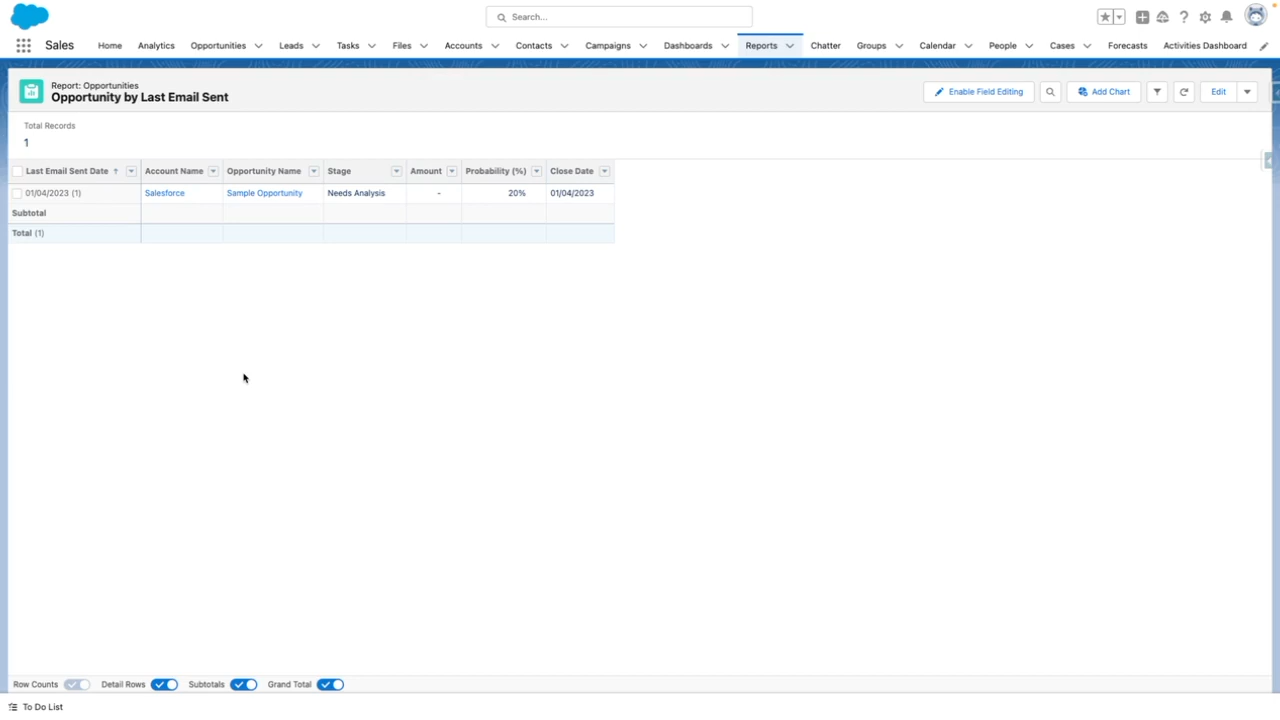 Search...
Sales Home Analytics Opportunities Leads Tasks Files Accounts Contacts Campaigns Dashboards Reports Chatter Groups Calendar People Cases Forecasts Activities Dashboard
Report: Opportunities
Opportunity by Last Email Sent
Enable Field Editing Add Chart Edit
Total Records
1
Last Email Sent Date ↑ Account Name Opportunity Name Stage Amount Probability (%) Close Date
01/04/2023 (1) Salesforce Sample Opportunity Needs Analysis - 20% 01/04/2023
Subtotal
Total (1)
Row Counts Detail Rows Subtotals Grand Total
To Do List